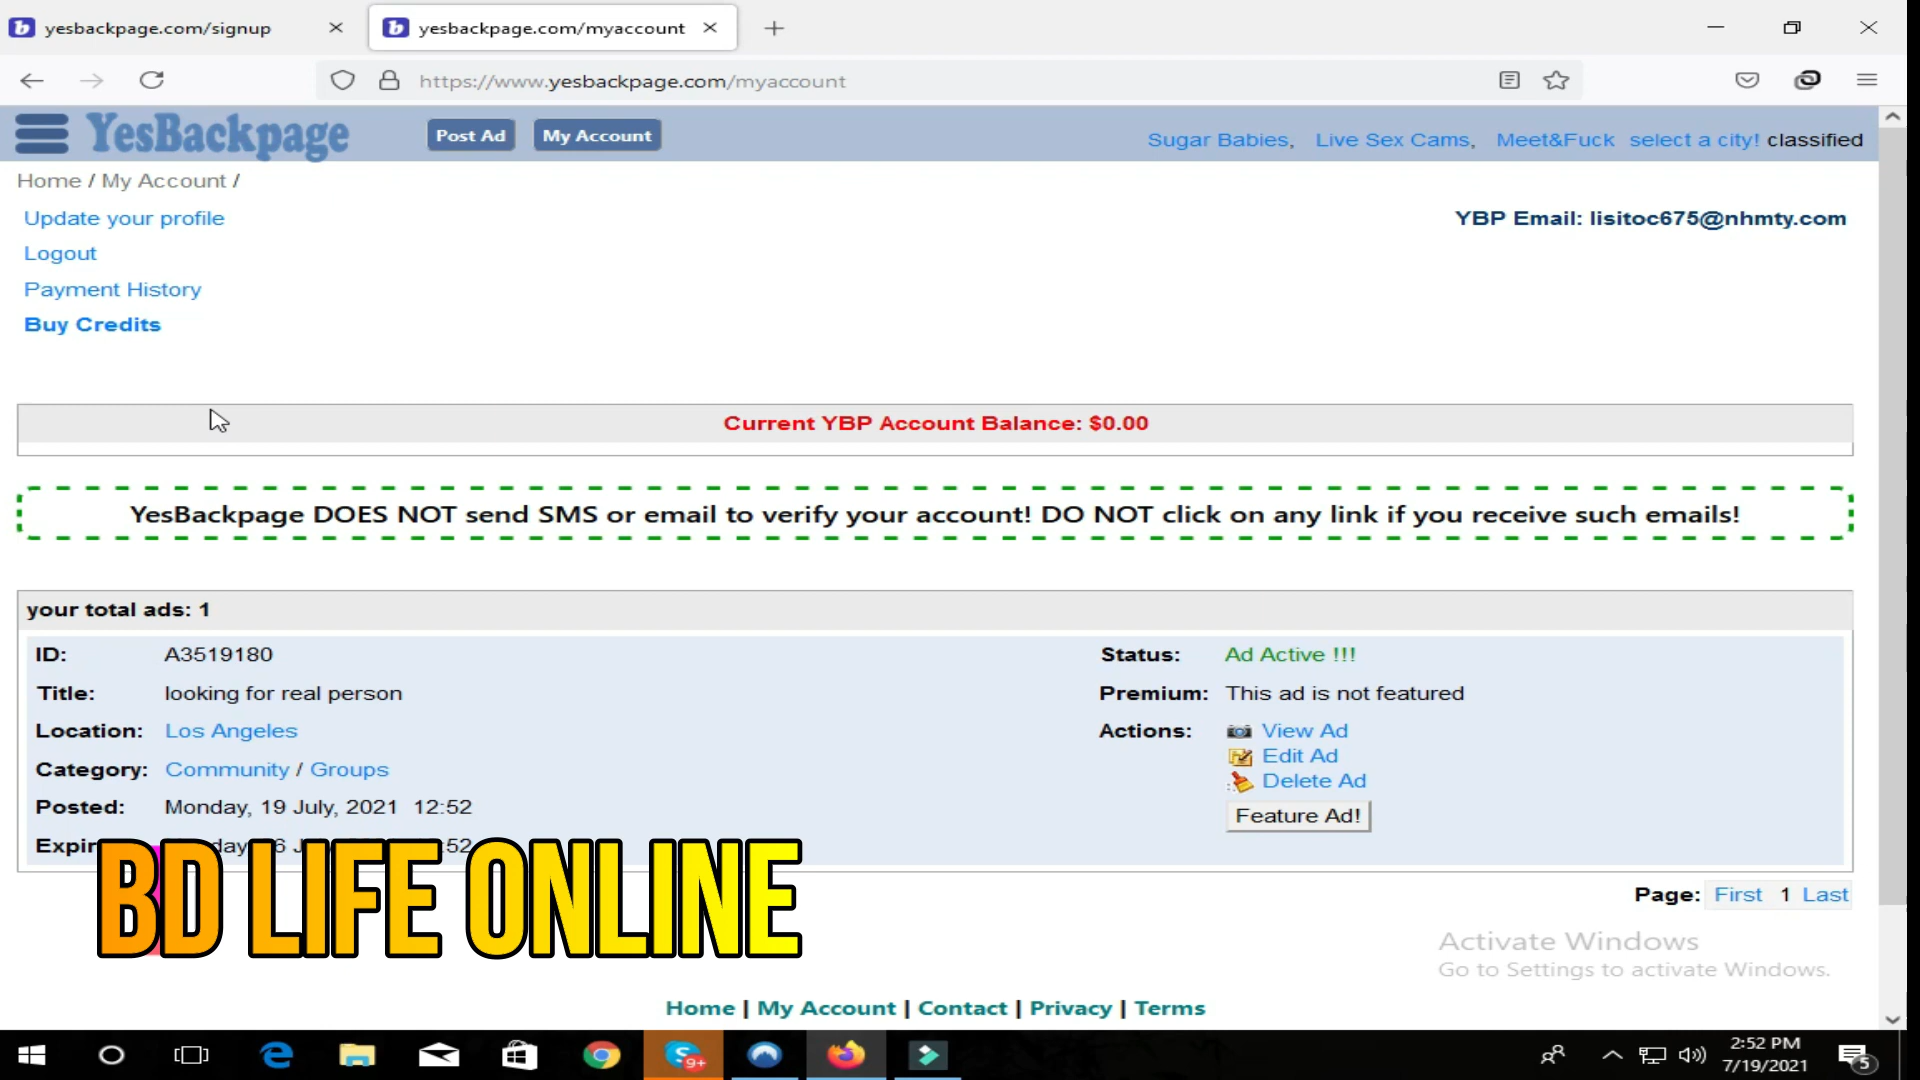 yesbackpage.com/signup
yesbackpage.com/myaccount
https://www.yesbackpage.com/myaccount
YesBackpage
Post Ad
My Account
Sugar Babies, Live Sex Cams, Meet&Fuck select a city! classified
Home / My Account /
Update your profile
YBP Email: lisitoc675@nhmty.com
Logout
Payment History
Buy Credits
Current YBP Account Balance: $0.00
YesBackpage DOES NOT send SMS or email to verify your account! DO NOT click on any link if you receive such emails!
your total ads: 1
ID: A3519180
Status: Ad Active !!!
Title: looking for real person
Premium: This ad is not featured
Location: Los Angeles
Actions: View Ad
Edit Ad
Category: Community / Groups
Delete Ad
Posted: Monday, 19 July, 2021 12:52
Feature Ad!
BD LIFE ONLINE
Page: First 1 Last
Activate Windows
Go to Settings to activate Windows.
Home | My Account | Contact | Privacy | Terms
9+
2:52 PM
7/19/2021
5